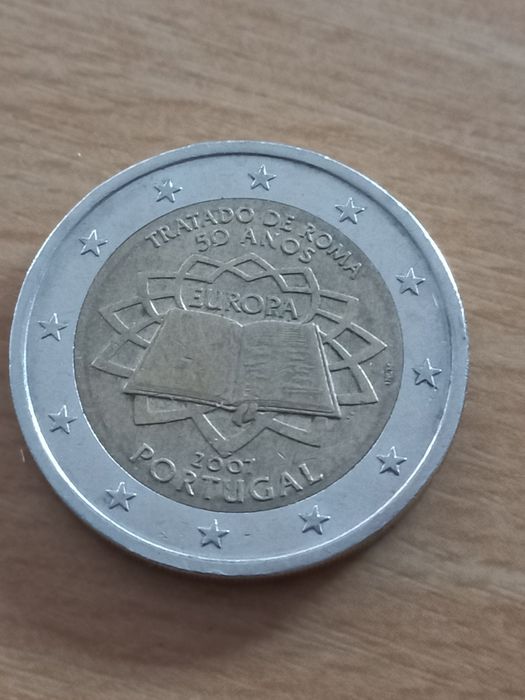 TRATADO DE ROMA
50 ANOS
EUROPA
2007
PORTUGAL